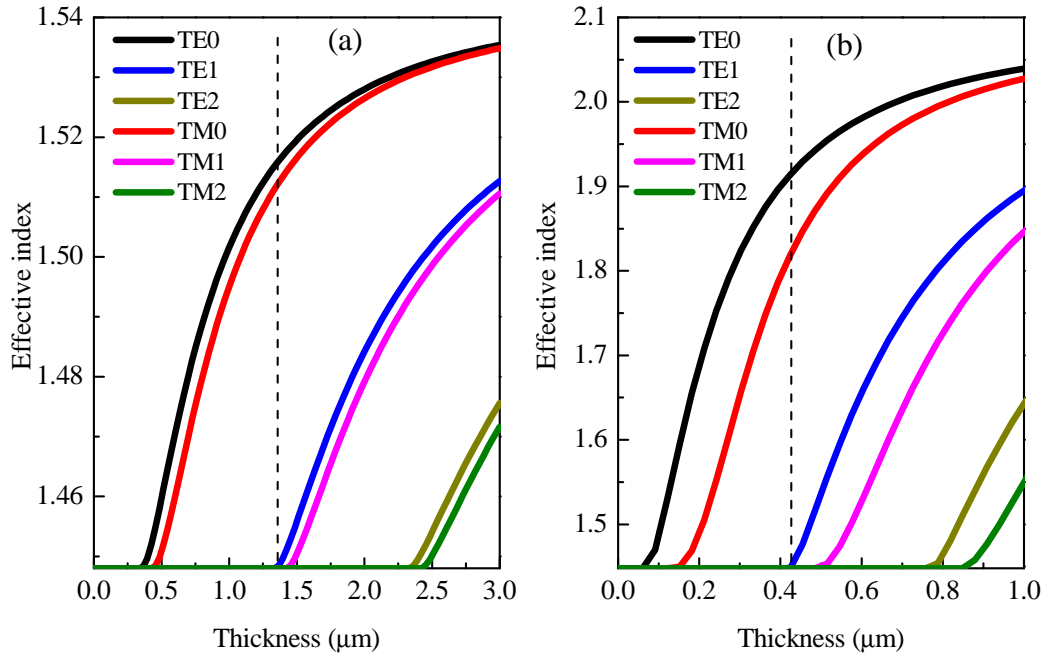 (a)
TE0
TE1
TE2
TM0
TM1
TM2
1.54
1.52
1.50
1.48
1.46
Effective index
0.0 0.5 1.0 1.5 2.0 2.5 3.0
Thickness (μm)
(b)
TE0
TE1
TE2
TM0
TM1
TM2
2.1
2.0
1.9
1.8
1.7
1.6
1.5
Effective index
0.0 0.2 0.4 0.6 0.8 1.0
Thickness (μm)